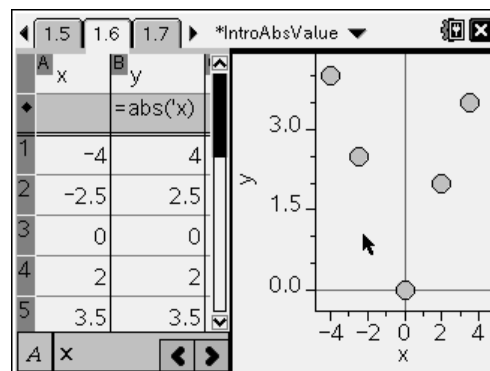 1.5 1.6 1.7 *IntroAbsValue
A x B y
=abs('x)
1 -4 4
2 -2.5 2.5
3 0 0
4 2 2
5 3.5 3.5
A x
y
3.0
1.5
0.0
-4 -2 0 2 4
x